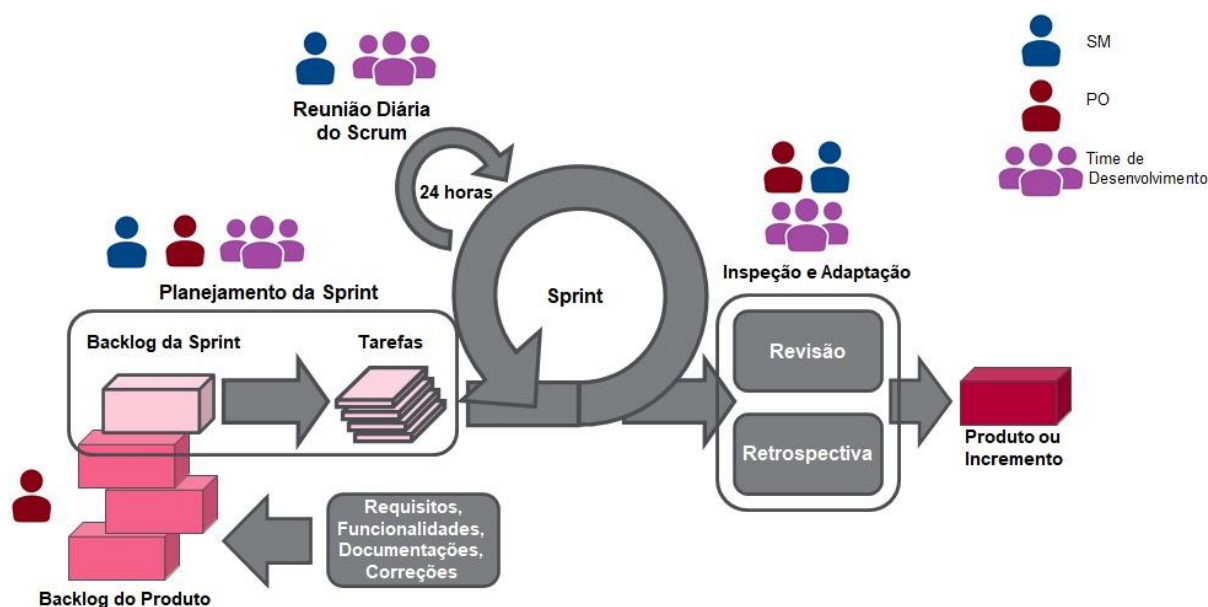 SM
PO
Time de
Desenvolvimento
Reunião Diária
do Scrum
24 horas
Planejamento da Sprint
Backlog da Sprint
Tarefas
Sprint
Inspeção e Adaptação
Revisão
Retrospectiva
Produto ou
Incremento
Requisitos,
Funcionalidades,
Documentações,
Correções
Backlog do Produto